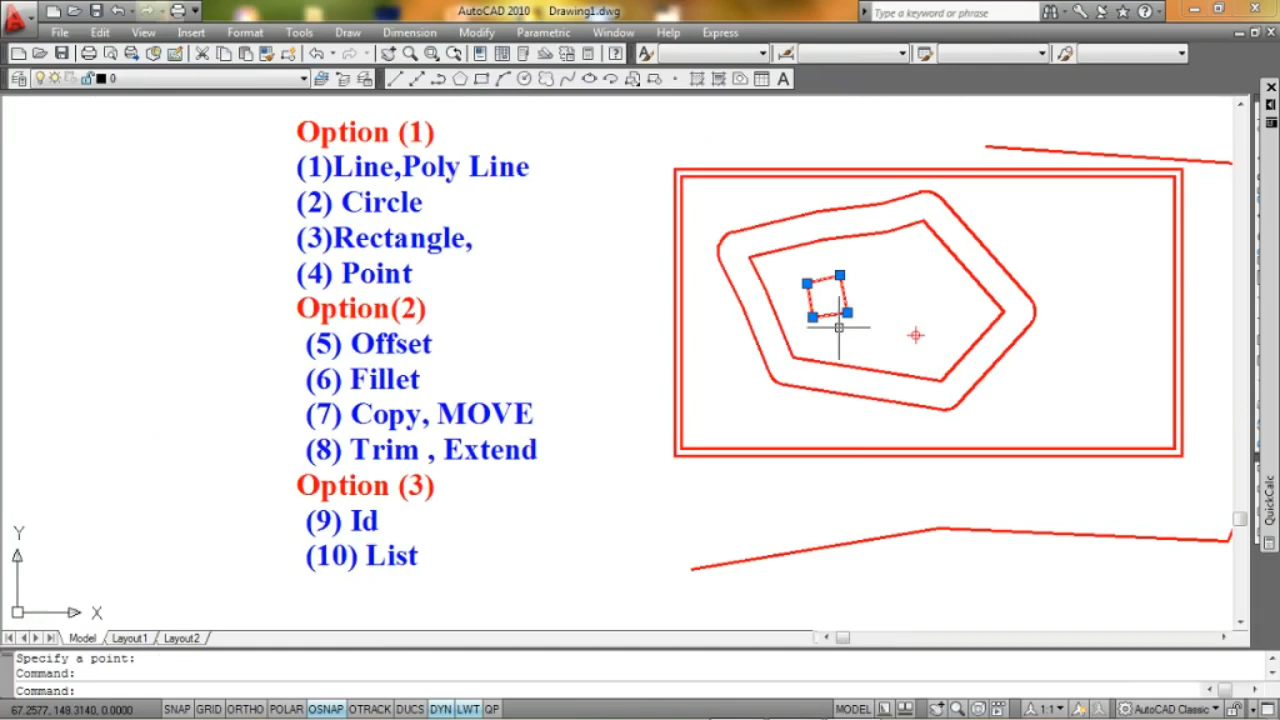 AutoCAD 2010 Drawing1.dwg
Type a keyword or phrase
File Edit View Insert Format Tools Draw Dimension Modify Parametric Window Help Express
0
A
Option (1)
(1)Line,Poly Line
(2) Circle
(3)Rectangle,
(4) Point
Option(2)
(5) Offset
(6) Fillet
(7) Copy, MOVE
(8) Trim , Extend
Option (3)
(9) Id
(10) List
QuickCalc
Y
X
Model Layout1 Layout2
Specify a point:
Command:
Command:
67.2577, 148.3140, 0.0000 SNAP GRID ORTHO POLAR OSNAP OTRACK DUCS DYN LWT QP MODEL 1:1 AutoCAD Classic